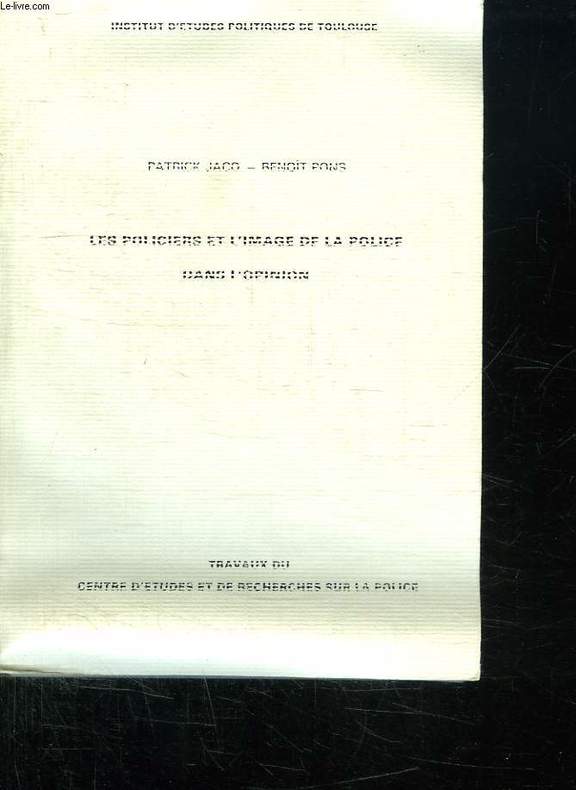 Le-livre.com
INSTITUT D'ETUDES POLITIQUES DE TOULOUSE
PATRICK JACQ – BENOÎT PONS
LES POLICIERS ET L'IMAGE DE LA POLICE
DANS L'OPINION
TRAVAUX DU
CENTRE D'ETUDES ET DE RECHERCHES SUR LA POLICE